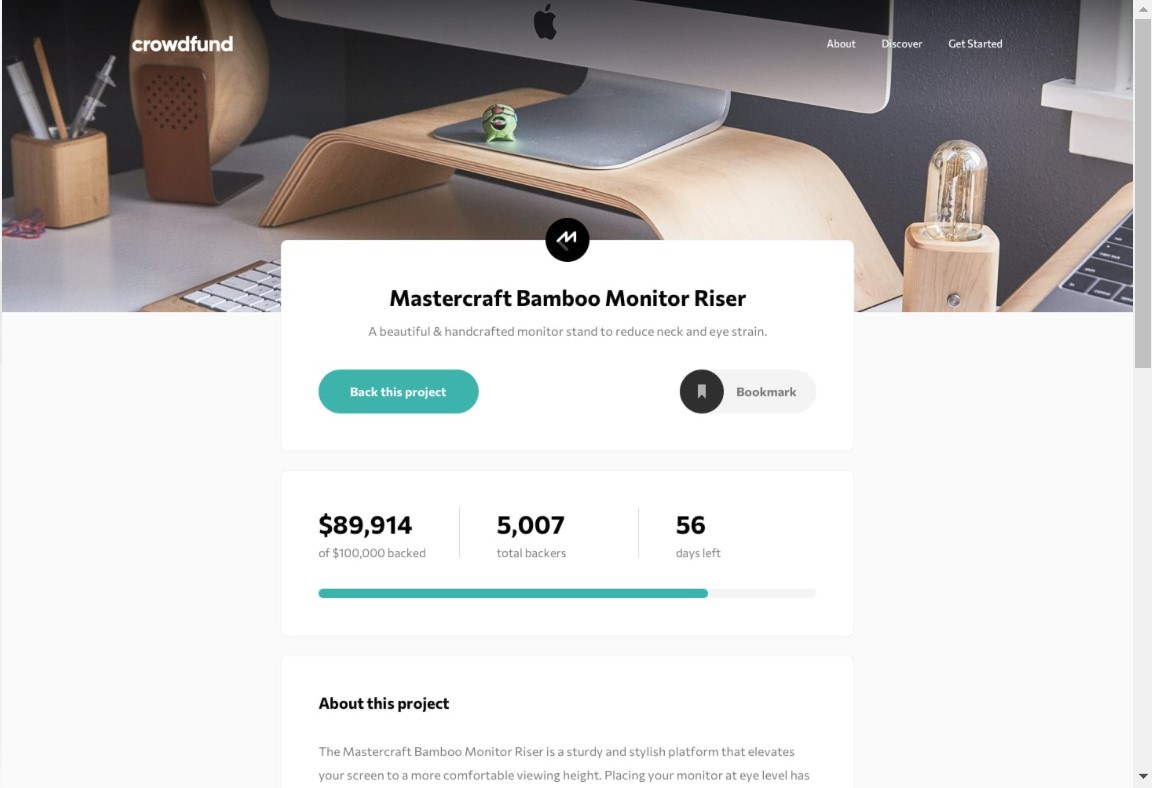 crowdfund
About Discover Get Started
Mastercraft Bamboo Monitor Riser
A beautiful & handcrafted monitor stand to reduce neck and eye strain.
Back this project
Bookmark
$89,914 5,007 56
of $100,000 backed total backers days left
About this project
The Mastercraft Bamboo Monitor Riser is a sturdy and stylish platform that elevates
your screen to a more comfortable viewing height. Placing your monitor at eye level has